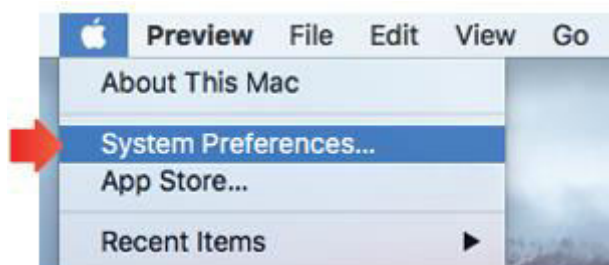 Preview File Edit View Go
About This Mac
System Preferences...
App Store...
Recent Items